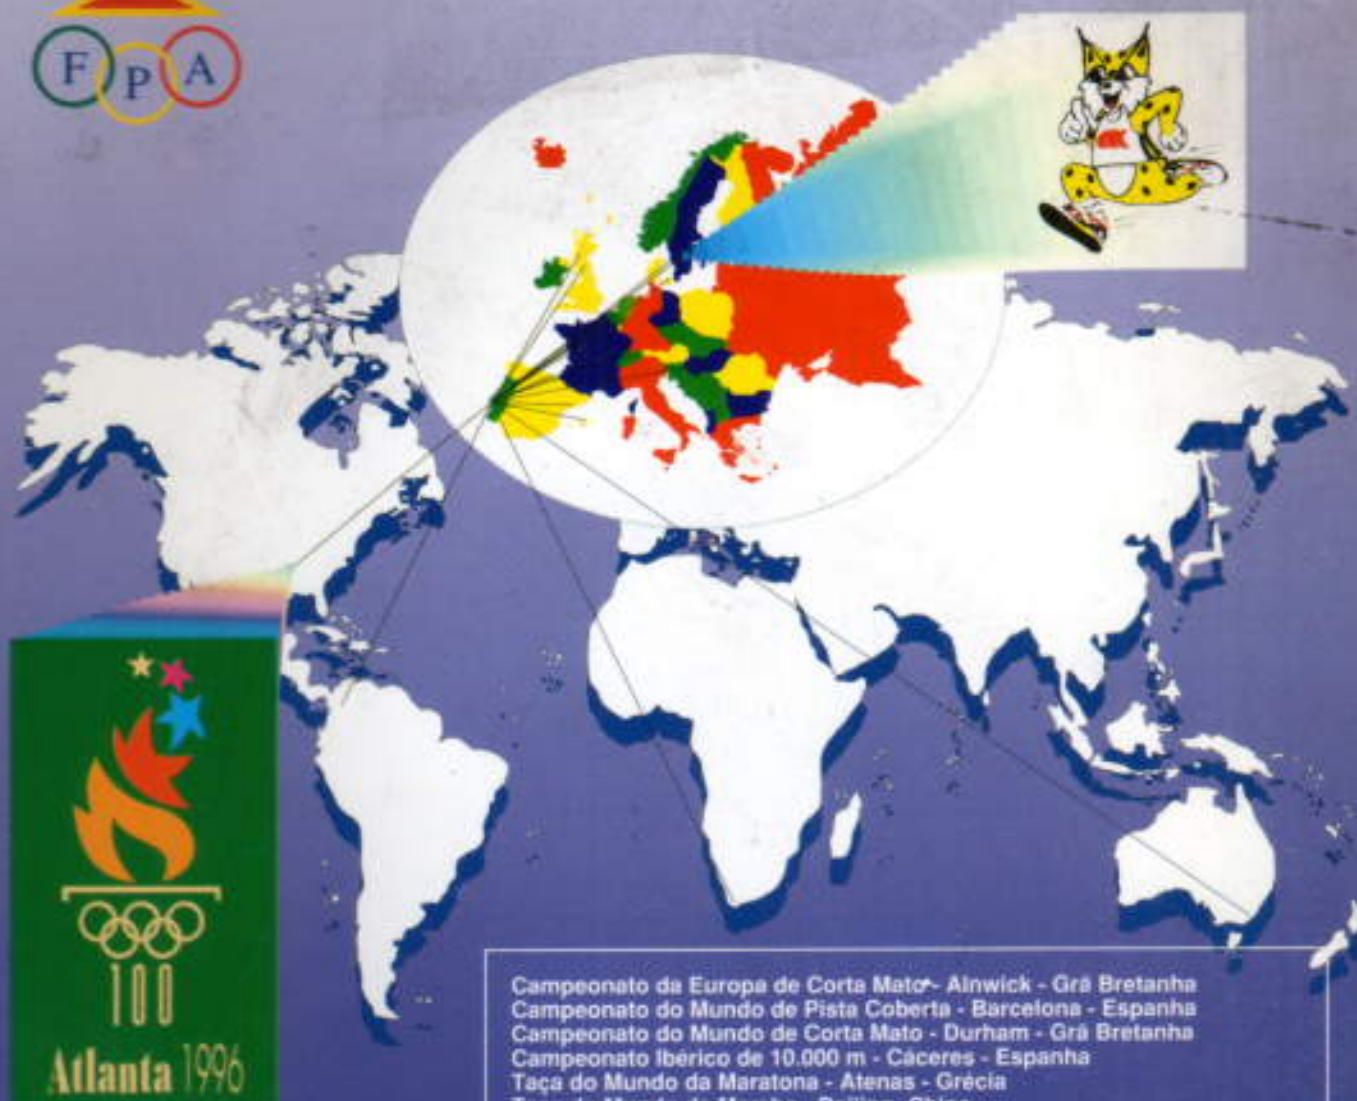 F P A
100
Atlanta 1996
Campeonato da Europa de Corta Mato - Alnwick - Grã Bretanha
Campeonato do Mundo de Pista Coberta - Barcelona - Espanha
Campeonato do Mundo de Corta Mato - Durham - Grã Bretanha
Campeonato Ibérico de 10.000 m - Cáceres - Espanha
Taça do Mundo da Maratona - Atenas - Grécia